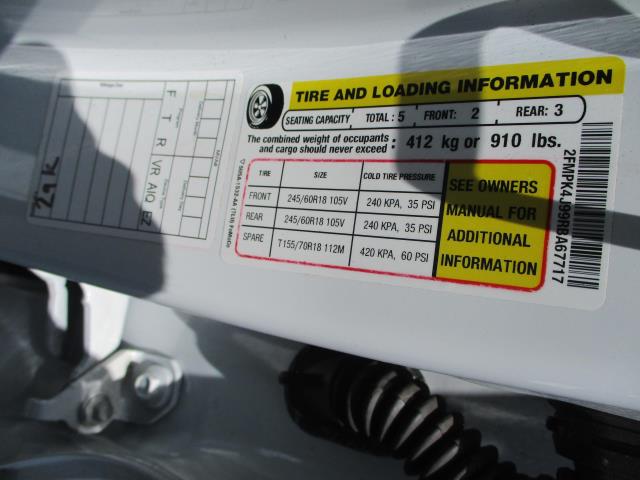 TIRE AND LOADING INFORMATION
SEATING CAPACITY TOTAL: 5 FRONT: 2 REAR: 3
The combined weight of occupants and cargo should never exceed : 412 kg or 910 lbs.
TIRE SIZE COLD TIRE PRESSURE
FRONT 245/60R18 105V 240 KPA, 35 PSI
REAR 245/60R18 105V 240 KPA, 35 PSI
SPARE T155/70R18 112M 420 KPA, 60 PSI
SEE OWNERS
MANUAL FOR
ADDITIONAL
INFORMATION
F T R VR AIQ EZ
29K